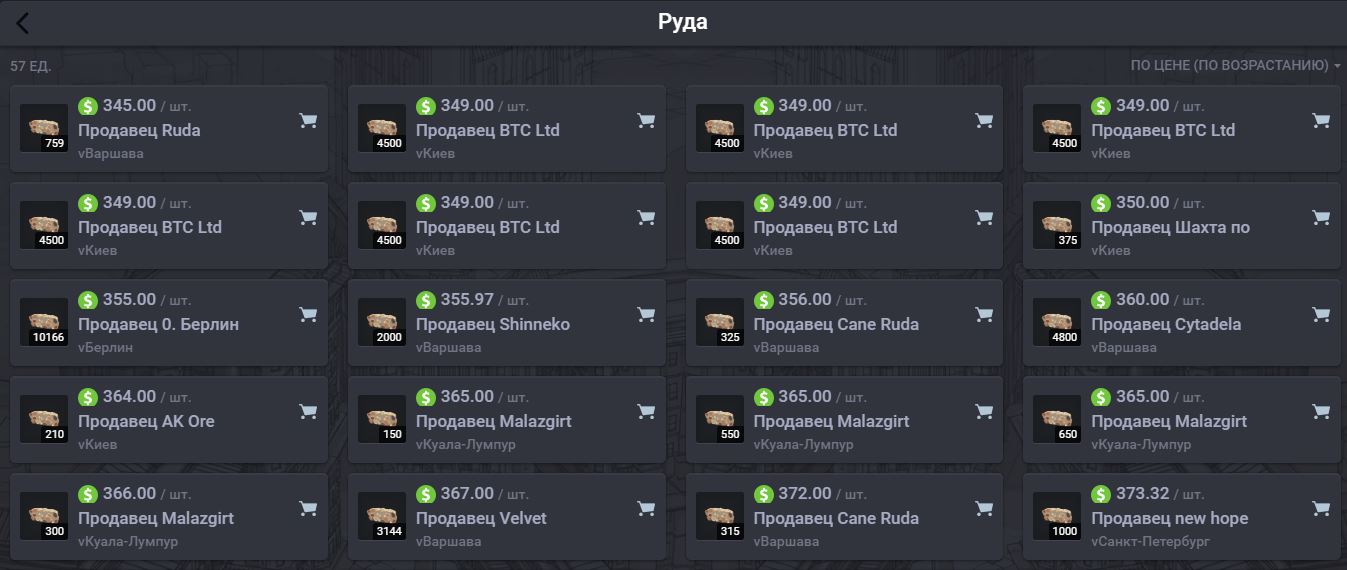 Руда
57 ЕД.
ПО ЦЕНЕ (ПО ВОЗРАСТАНИЮ)
$ 345.00 / шт.
Продавец Ruda
759
vВаршава
$ 349.00 / шт.
Продавец BTC Ltd
4500
vКиев
$ 349.00 / шт.
Продавец BTC Ltd
4500
vКиев
$ 349.00 / шт.
Продавец BTC Ltd
4500
vКиев
$ 349.00 / шт.
Продавец BTC Ltd
4500
vКиев
$ 349.00 / шт.
Продавец BTC Ltd
4500
vКиев
$ 349.00 / шт.
Продавец BTC Ltd
4500
vКиев
$ 350.00 / шт.
Продавец Шахта по
375
vКиев
$ 355.00 / шт.
Продавец 0. Берлин
10166
vБерлин
$ 355.97 / шт.
Продавец Shinneko
2000
vВаршава
$ 356.00 / шт.
Продавец Cane Ruda
325
vВаршава
$ 360.00 / шт.
Продавец Cytadela
4800
vВаршава
$ 364.00 / шт.
Продавец AK Ore
210
vКиев
$ 365.00 / шт.
Продавец Malazgirt
150
vКуала-Лумпур
$ 365.00 / шт.
Продавец Malazgirt
550
vКуала-Лумпур
$ 365.00 / шт.
Продавец Malazgirt
650
vКуала-Лумпур
$ 366.00 / шт.
Продавец Malazgirt
300
vКуала-Лумпур
$ 367.00 / шт.
Продавец Velvet
3144
vВаршава
$ 372.00 / шт.
Продавец Cane Ruda
315
vВаршава
$ 373.32 / шт.
Продавец new hope
1000
vСанкт-Петербург